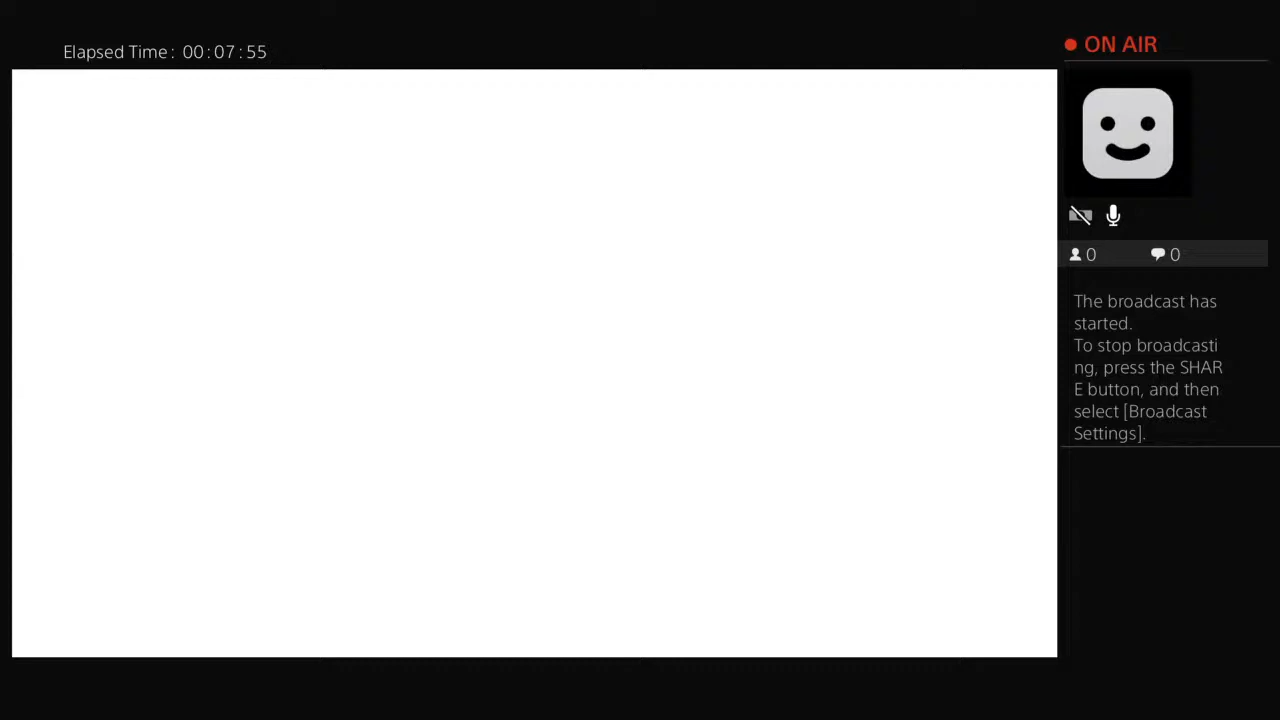 Elapsed Time: 00:07:55
ON AIR
0 0
The broadcast has
started.
To stop broadcasti
ng, press the SHAR
E button, and then
select [Broadcast
Settings].